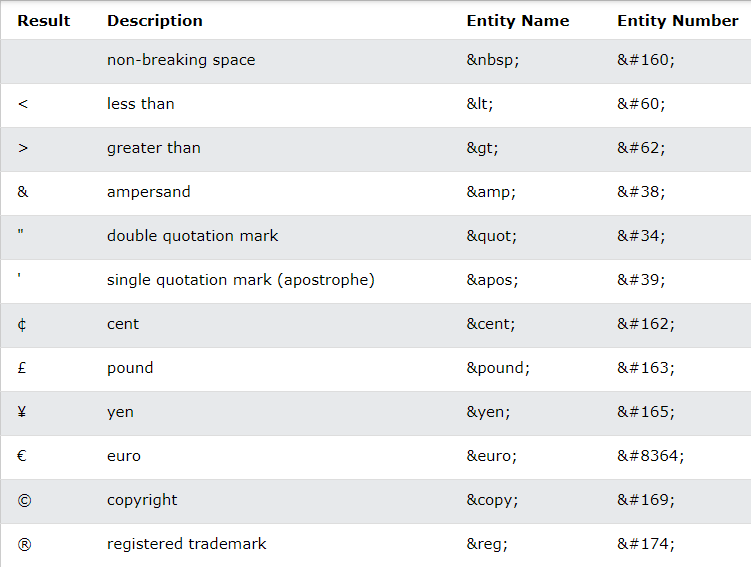 Result Description Entity Name Entity Number
non-breaking space &nbsp; &#160;
< less than &lt; &#60;
> greater than &gt; &#62;
& ampersand &amp; &#38;
" double quotation mark &quot; &#34;
' single quotation mark (apostrophe) &apos; &#39;
¢ cent &cent; &#162;
£ pound &pound; &#163;
¥ yen &yen; &#165;
€ euro &euro; &#8364;
© copyright &copy; &#169;
® registered trademark &reg; &#174;